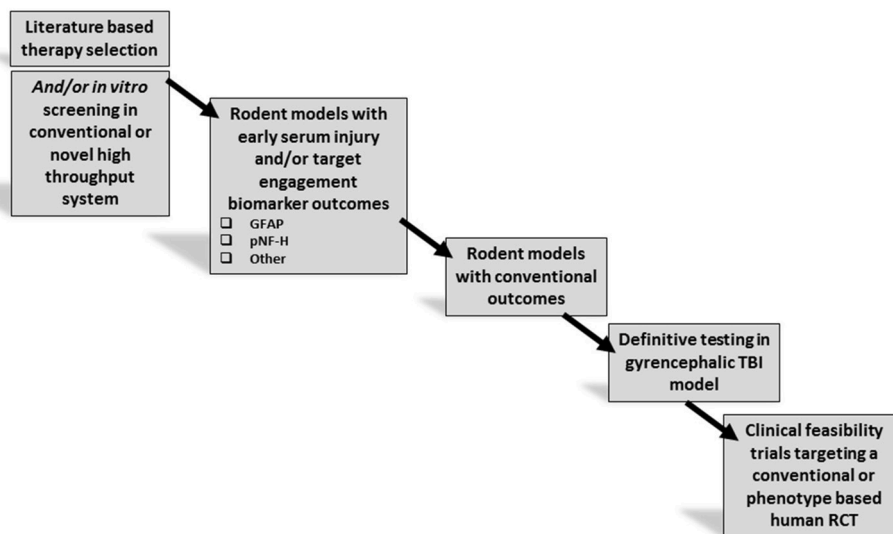 Literature based
therapy selection
And/or in vitro
screening in
conventional or
novel high
throughput
system
Rodent models with
early serum injury
and/or target
engagement
biomarker outcomes
GFAP
pNF-H
Other
Rodent models
with conventional
outcomes
Definitive testing in
gyrencephalic TBI
model
Clinical feasibility
trials targeting a
conventional or
phenotype based
human RCT